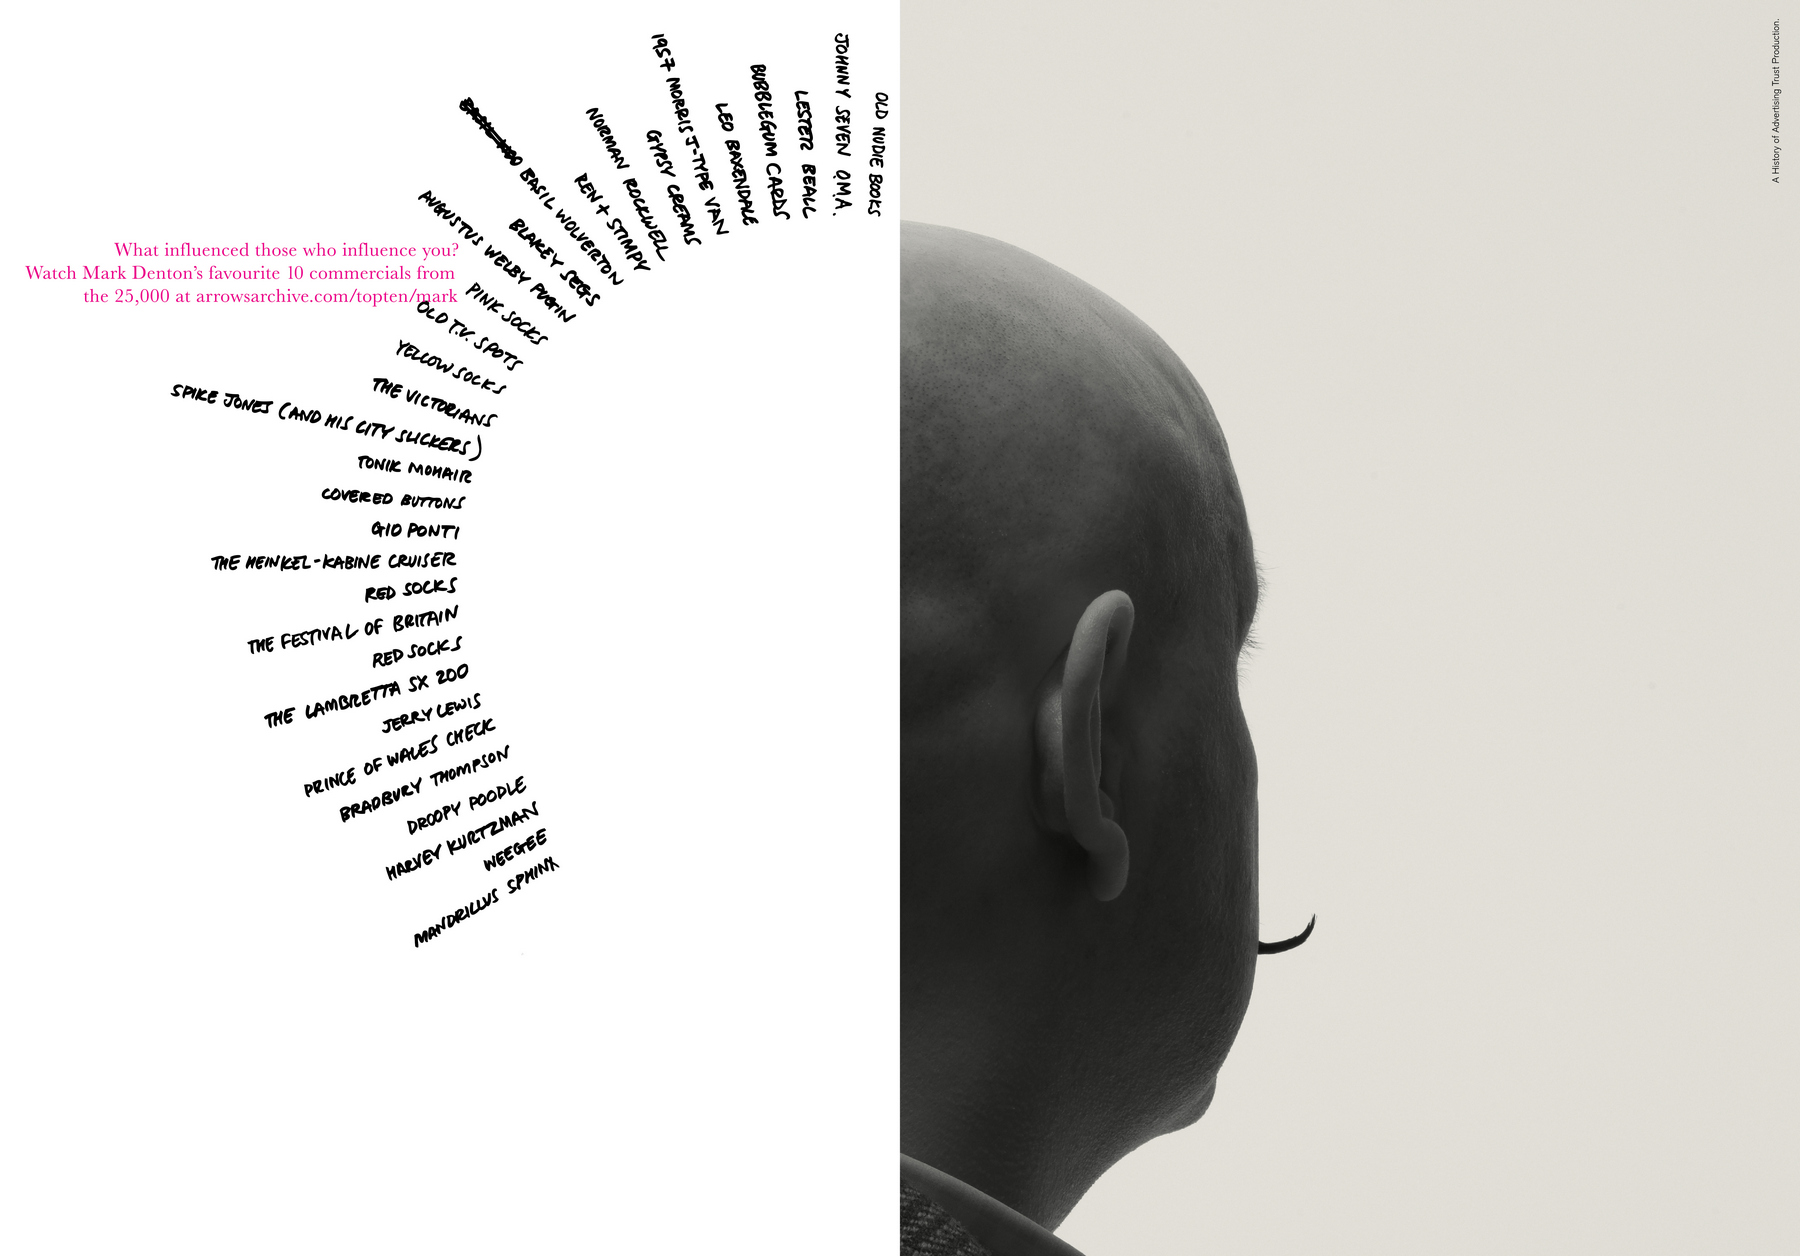 OLD NUDIE BOOKS
JOHNNY SEVEN O.M.A.
LESTER BEALL
BUBBLEGUM CARDS
LEO BAXENDALE
1957 MORRIS J-TYPE VAN
GYPSY CREAMS
NORMAN ROCKWELL
REN + STIMPY
BASIL WOLVERTON
BLAKEY SEGS
AUGUSTUS WELBY PUGIN
PINK SOCKS
OLD T.V. SPOTS
YELLOW SOCKS
THE VICTORIANS
SPIKE JONES (AND HIS CITY SLICKERS)
TONIK MOHAIR
COVERED BUTTONS
GIO PONTI
THE HEINKEL-KABINE CRUISER
RED SOCKS
THE FESTIVAL OF BRITAIN
RED SOCKS
THE LAMBRETTA SX 200
JERRY LEWIS
PRINCE OF WALES CHECK
BRADBURY THOMPSON
DROOPY POODLE
HARVEY KURTZMAN
WEEGEE
MANDRILLUS SPHINX
What influenced those who influence you?
Watch Mark Denton's favourite 10 commercials from
the 25,000 at arrowsarchive.com/topten/mark
A History of Advertising Trust Production.